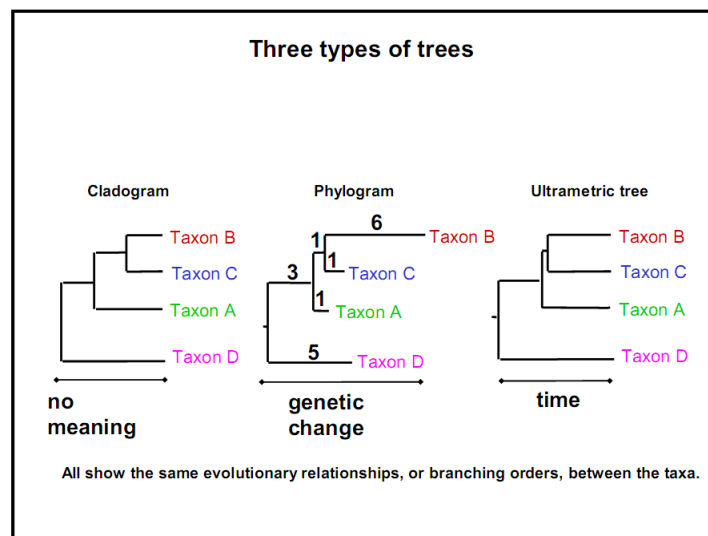 Three types of trees
Cladogram
Phylogram
Ultrametric tree
Taxon B
Taxon C
Taxon A
Taxon D
no
meaning
6
1
Taxon B
1
3
Taxon C
1
Taxon A
5
Taxon D
genetic
change
Taxon B
Taxon C
Taxon A
Taxon D
time
All show the same evolutionary relationships, or branching orders, between the taxa.